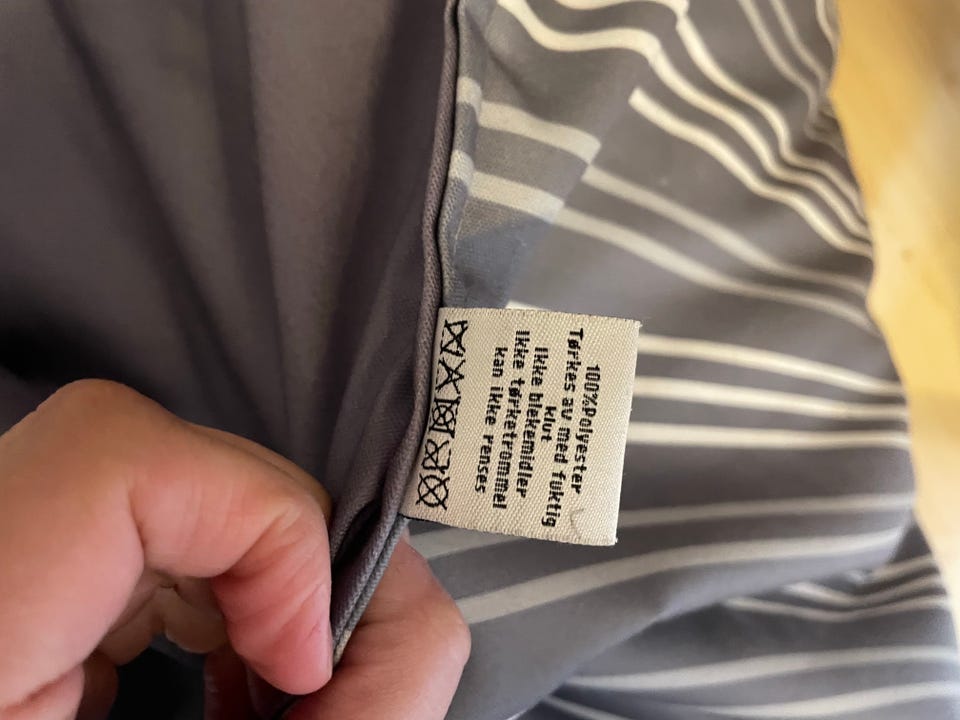 100%Polyester
Tørkes av med fuktig
klut
Ikke blekemidler
Ikke tørketrommel
kan ikke renses